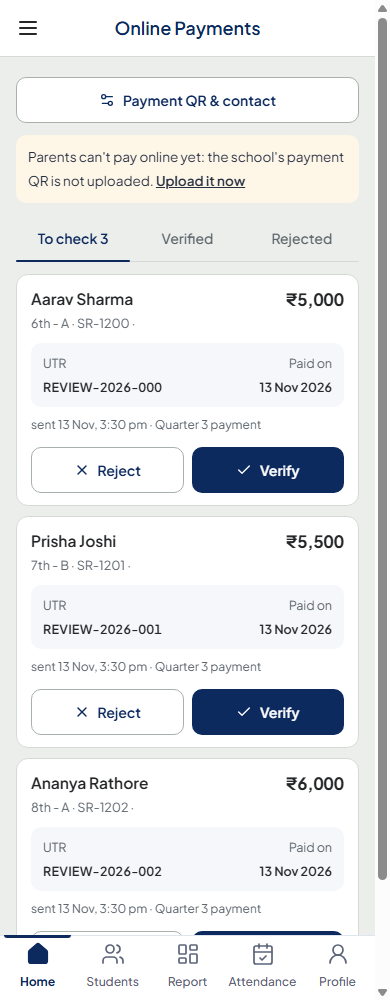 Online Payments
Payment QR & contact
Parents can't pay online yet: the school's payment
QR is not uploaded. Upload it now
To check 3 Verified Rejected
Aarav Sharma ₹5,000
6th - A · SR-1200 ·
UTR Paid on
REVIEW-2026-000 13 Nov 2026
sent 13 Nov, 3:30 pm · Quarter 3 payment
Reject Verify
Prisha Joshi ₹5,500
7th - B · SR-1201 ·
UTR Paid on
REVIEW-2026-001 13 Nov 2026
sent 13 Nov, 3:30 pm · Quarter 3 payment
Reject Verify
Ananya Rathore ₹6,000
8th - A · SR-1202 ·
UTR Paid on
REVIEW-2026-002 13 Nov 2026
sent 13 Nov, 3:30 pm · Quarter 3 payment
Home Students Report Attendance Profile